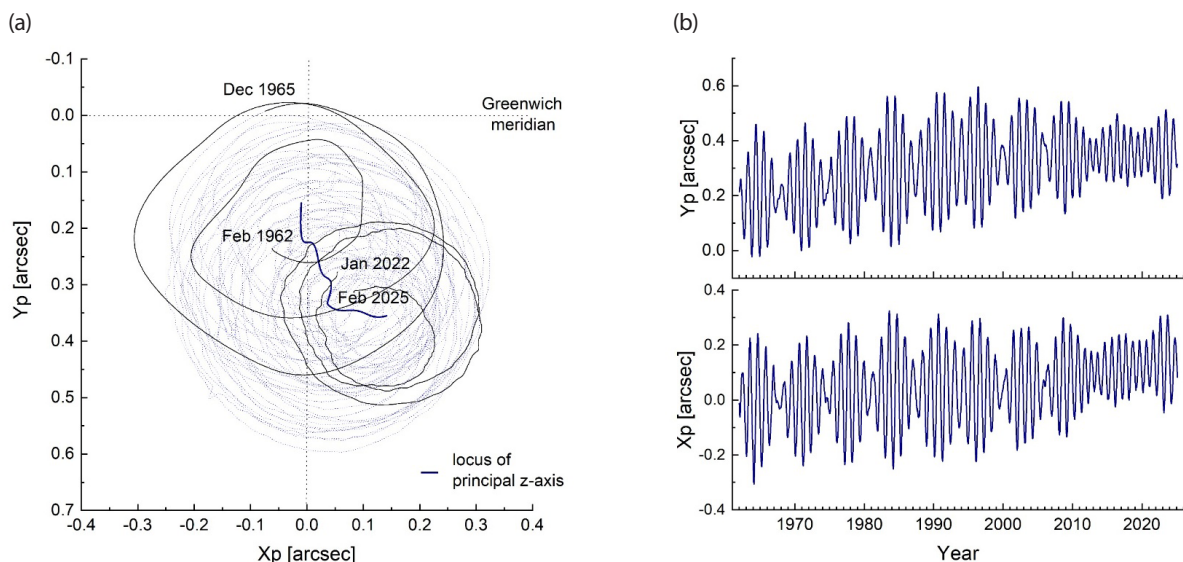 (a)
-0.1
0.0
0.1
0.2
0.3
0.4
0.5
0.6
0.7
Yp [arcsec]
Dec 1965
Greenwich
meridian
Feb 1962
Jan 2022
Feb 2025
locus of
principal z-axis
-0.4 -0.3 -0.2 -0.1 0.0 0.1 0.2 0.3 0.4
Xp [arcsec]
(b)
0.6
0.4
0.2
0.0
Yp [arcsec]
0.4
0.2
0.0
-0.2
-0.4
Xp [arcsec]
1970 1980 1990 2000 2010 2020
Year